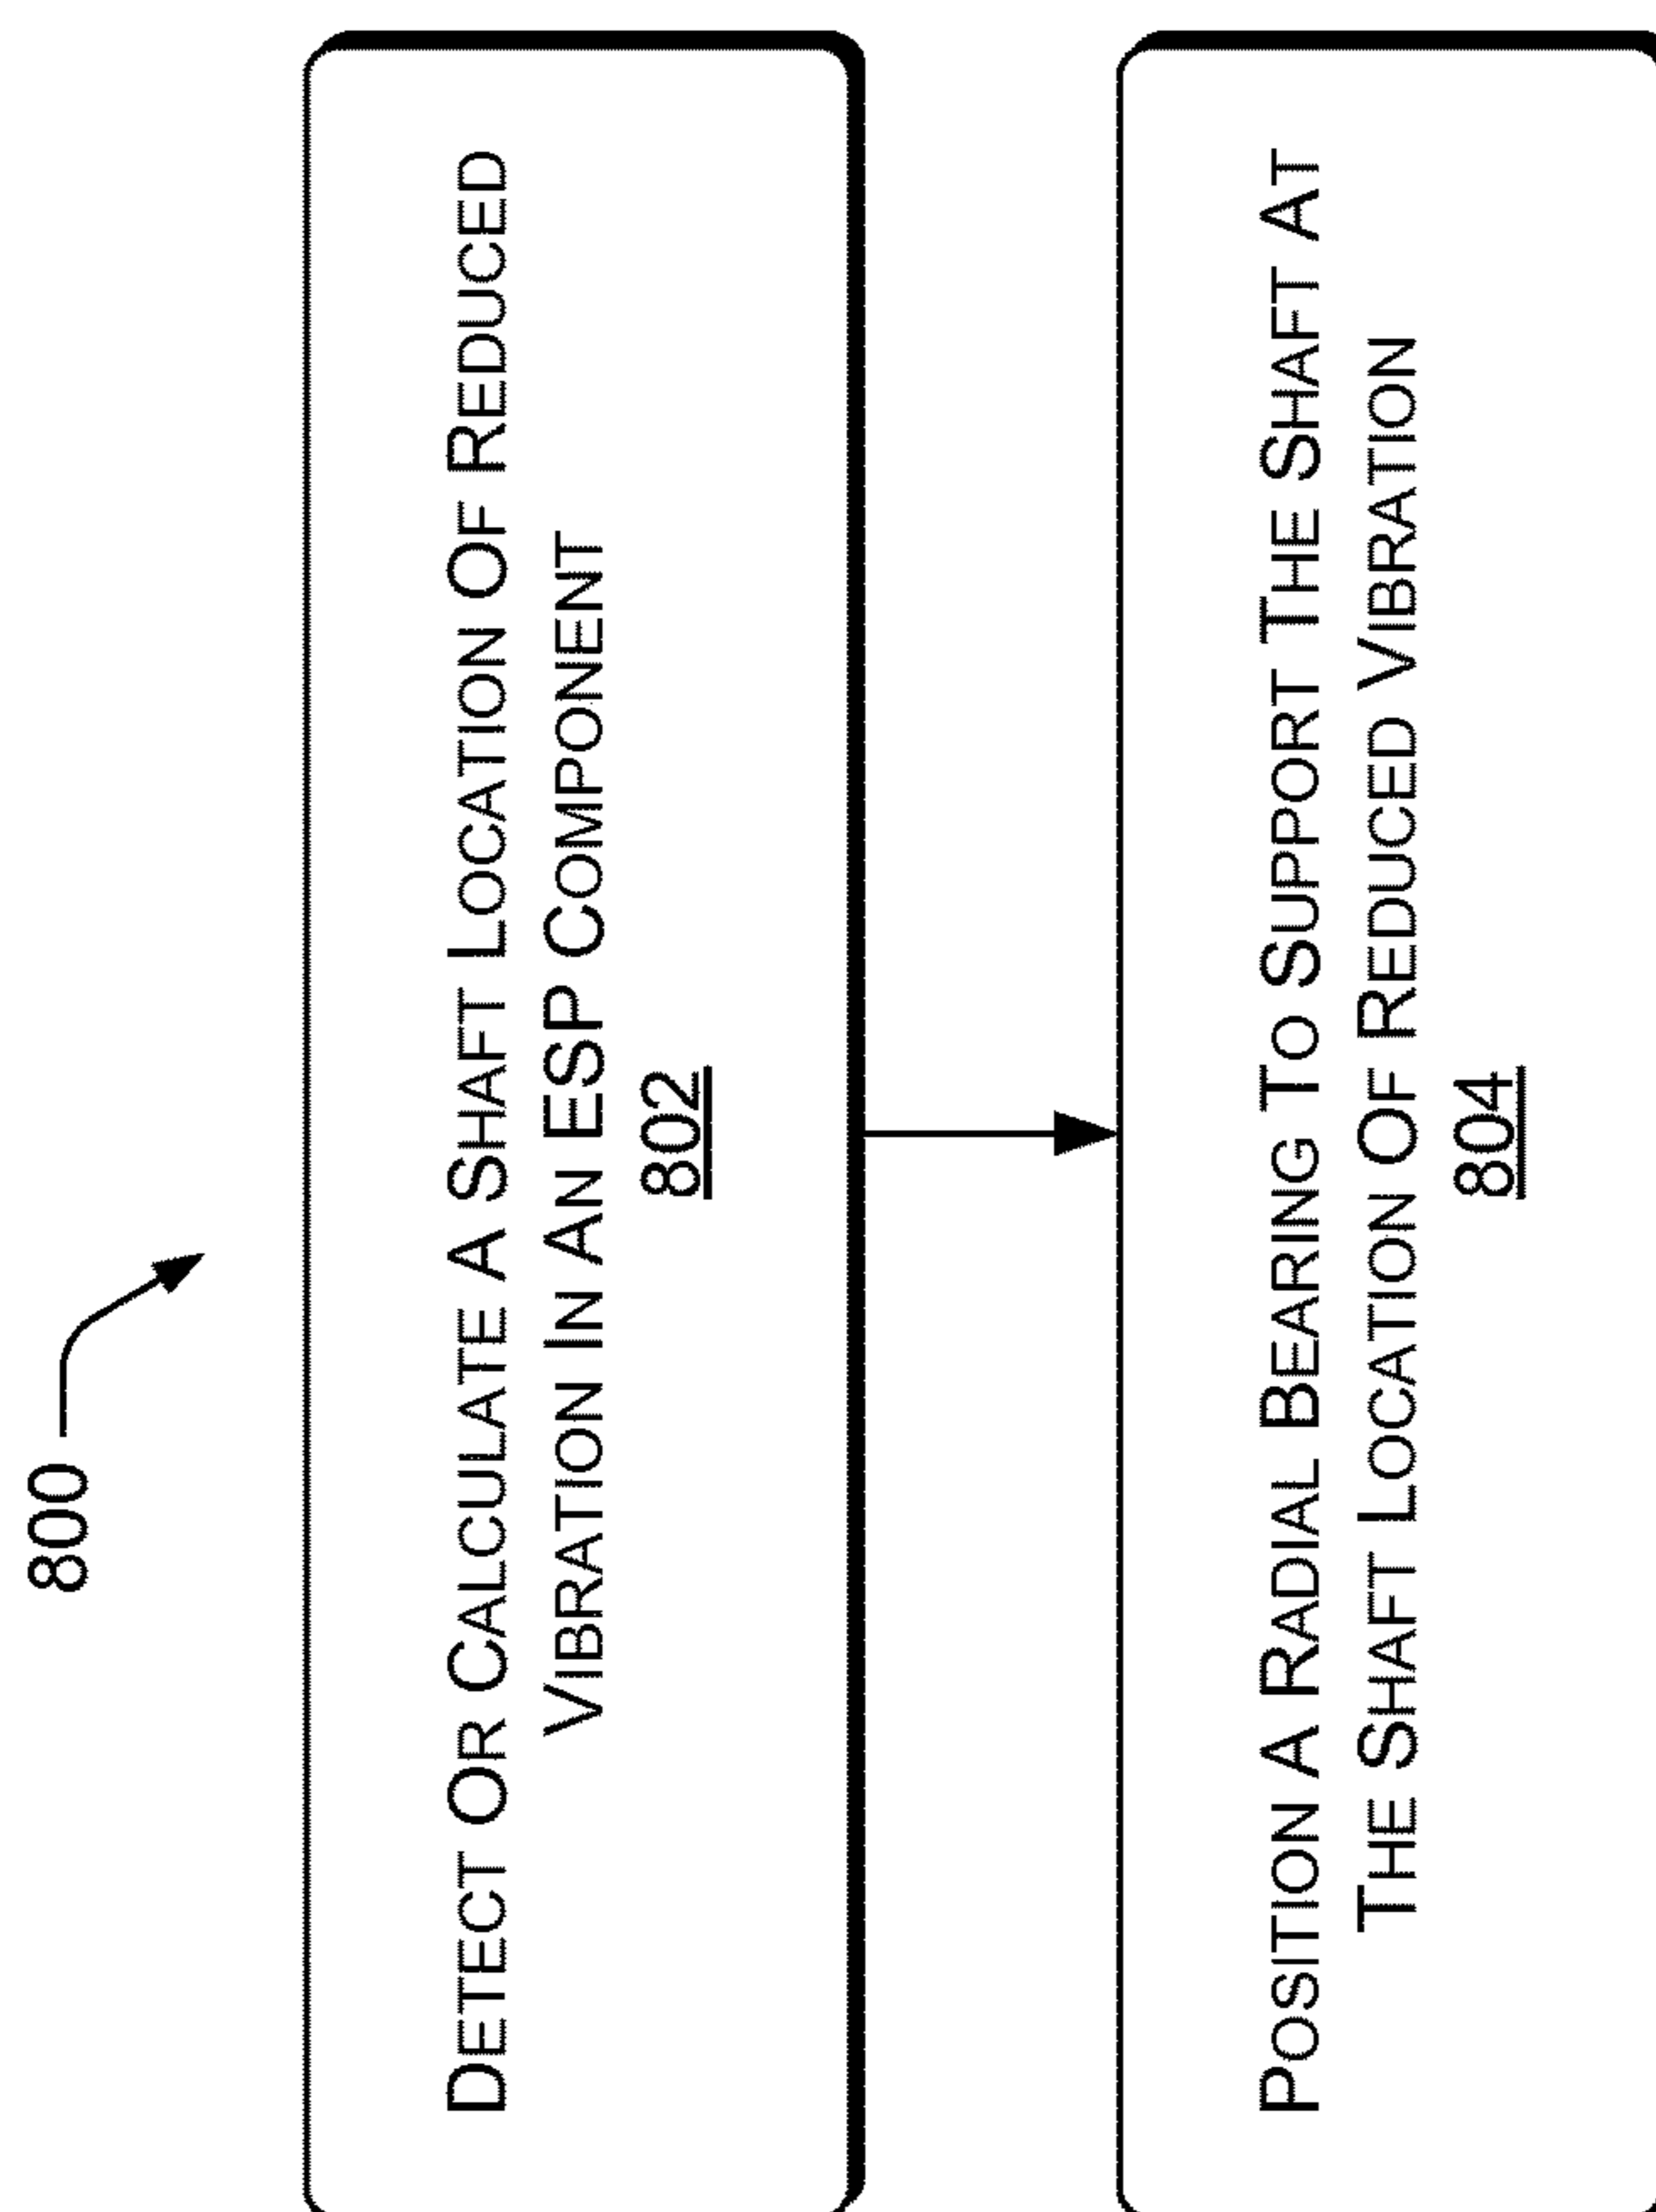 800
DETECT OR CALCULATE A SHAFT LOCATION OF REDUCED
VIBRATION IN AN ESP COMPONENT
802
POSITION A RADIAL BEARING TO SUPPORT THE SHAFT AT
THE SHAFT LOCATION OF REDUCED VIBRATION
804